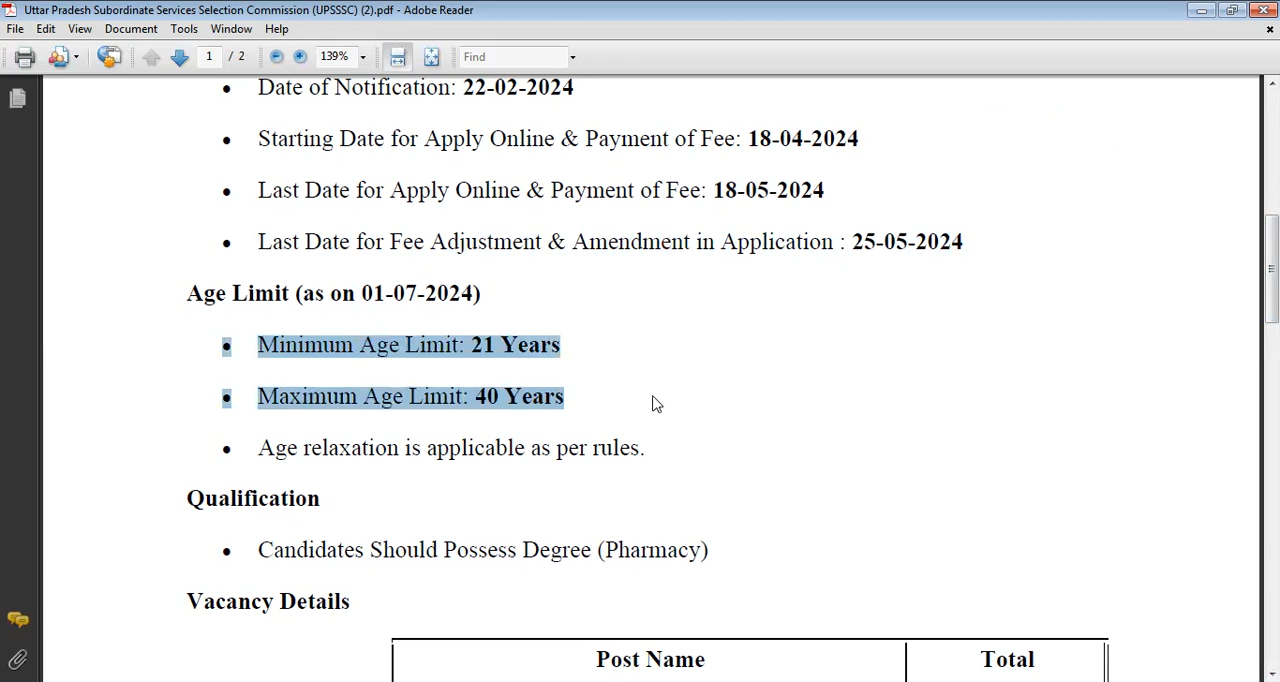 Uttar Pradesh Subordinate Services Selection Commission (UPSSSC) (2).pdf - Adobe Reader
File Edit View Document Tools Window Help
1 / 2 139% Find
• Date of Notification: 22-02-2024
• Starting Date for Apply Online & Payment of Fee: 18-04-2024
• Last Date for Apply Online & Payment of Fee: 18-05-2024
• Last Date for Fee Adjustment & Amendment in Application : 25-05-2024
Age Limit (as on 01-07-2024)
• Minimum Age Limit: 21 Years
• Maximum Age Limit: 40 Years
• Age relaxation is applicable as per rules.
Qualification
• Candidates Should Possess Degree (Pharmacy)
Vacancy Details
Post Name Total